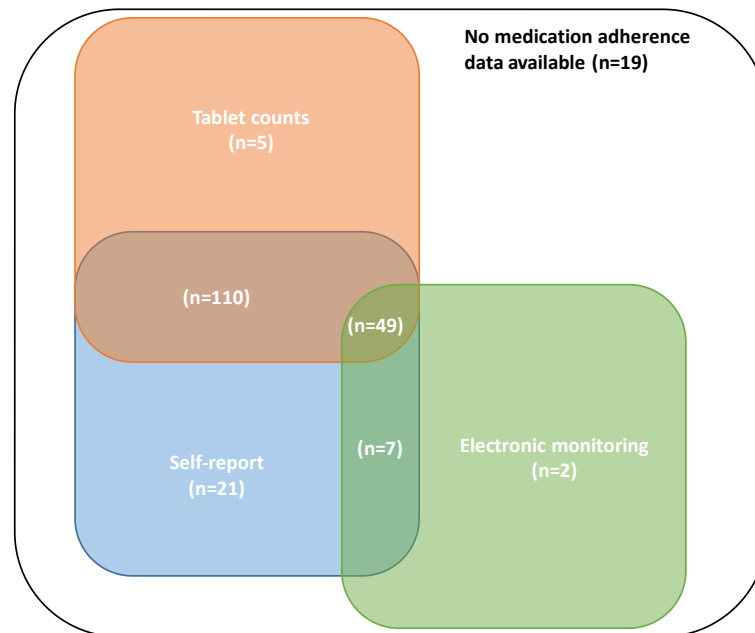 No medication adherence
data available (n=19)
Tablet counts
(n=5)
(n=110)
(n=49)
(n=7)
Self-report
(n=21)
Electronic monitoring
(n=2)